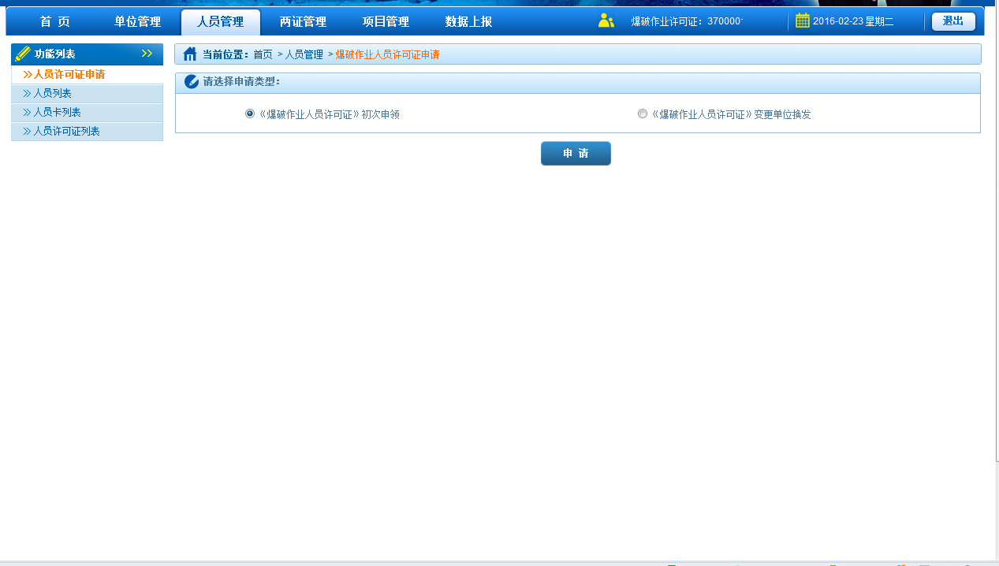 首 页 单位管理 人员管理 两证管理 项目管理 数据上报 爆破作业许可证：370000 2016-02-23 星期二 退出
功能列表
人员许可证申请
人员列表
人员卡列表
人员许可证列表
当前位置：首页 > 人员管理 > 爆破作业人员许可证申请
请选择申请类型：
《爆破作业人员许可证》初次申领 《爆破作业人员许可证》变更单位换发
申 请